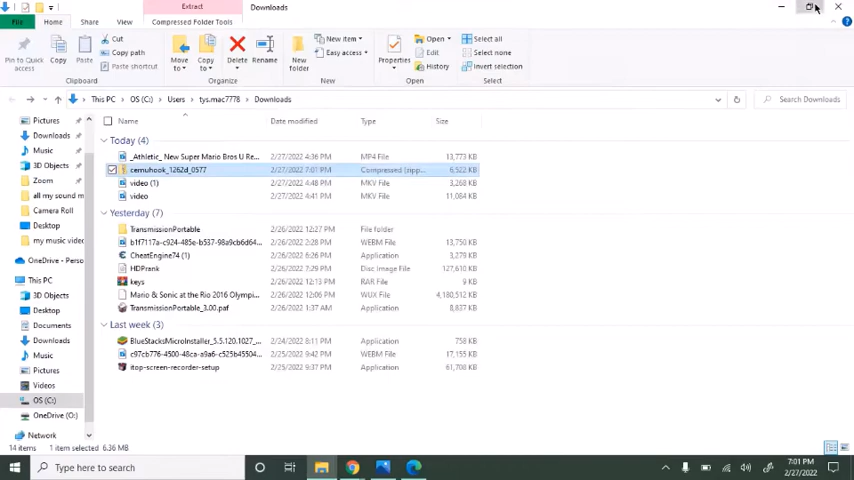 Extract
Downloads
File
Home
Share
View
Compressed Folder Tools
Pin to Quick access
Copy
Paste
Cut
Copy path
Paste shortcut
Move to
Copy to
Delete
Rename
New folder
New item
Easy access
Properties
Open
Edit
History
Select all
Select none
Invert selection
Clipboard
Organize
New
Open
Select
This PC > OS (C:) > Users > tys.mac7778 > Downloads
Search Downloads
Name
Date modified
Type
Size
Pictures
Downloads
Music
3D Objects
Zoom
all my sound m
Camera Roll
Desktop
my music video
OneDrive - Perso
This PC
3D Objects
Desktop
Documents
Downloads
Music
Pictures
Videos
OS (C:)
OneDrive (O:)
Network
Today (4)
_Athletic_ New Super Mario Bros U Re... 2/27/2022 4:36 PM MP4 File 13,773 KB
cemuhook_1262d_0577 2/27/2022 7:01 PM Compressed (zipp... 6,522 KB
video (1) 2/27/2022 4:48 PM MKV File 3,268 KB
video 2/27/2022 4:41 PM MKV File 11,084 KB
Yesterday (7)
TransmissionPortable 2/26/2022 12:27 PM File folder
b1f7117a-c924-485e-b537-98a9cb6d64... 2/26/2022 2:28 PM WEBM File 13,750 KB
CheatEngine74 (1) 2/26/2022 6:28 PM Application 3,279 KB
HDPrank 2/26/2022 7:29 PM Disc Image File 127,610 KB
keys 2/26/2022 12:13 PM RAR File 9 KB
Mario & Sonic at the Rio 2016 Olympi... 2/26/2022 12:06 PM WUX File 4,180,512 KB
TransmissionPortable_3.00.paf 2/26/2022 1:37 AM Application 8,837 KB
Last week (3)
BlueStacksMicroInstaller_5.5.120.1027_... 2/24/2022 8:11 PM Application 758 KB
c97cb776-4500-48ca-a9a6-c525b45504... 2/25/2022 9:42 PM WEBM File 17,155 KB
itop-screen-recorder-setup 2/25/2022 9:37 PM Application 61,708 KB
14 items 1 item selected 6.36 MB
Type here to search
7:01 PM
2/27/2022